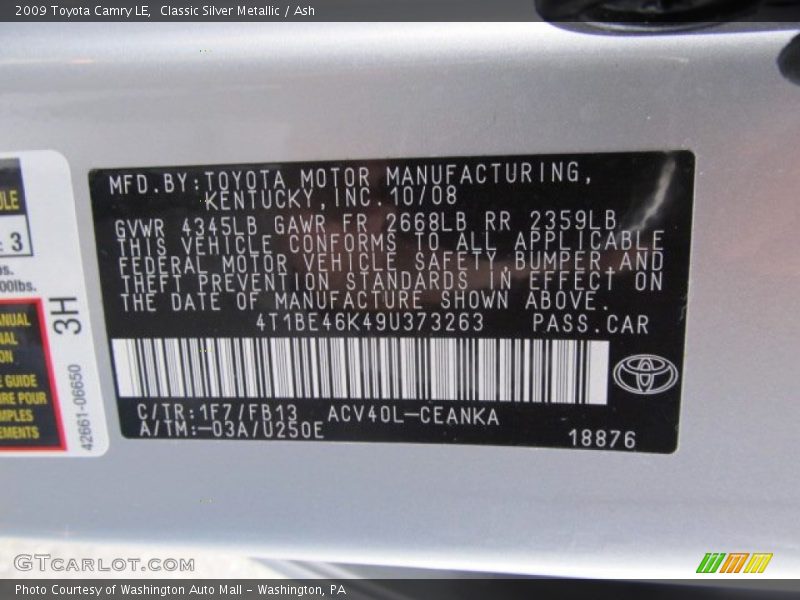 2009 Toyota Camry LE,  Classic Silver Metallic / Ash
MFD.BY:TOYOTA MOTOR MANUFACTURING,
KENTUCKY,INC.10/08
GVWR 4345LB GAWR FR 2668LB RR 2359LB
THIS VEHICLE CONFORMS TO ALL APPLICABLE
FEDERAL MOTOR VEHICLE SAFETY,BUMPER,AND
THEFT PREVENTION STANDARDS IN EFFECT ON
THE DATE OF MANUFACTURE SHOWN ABOVE.
4T1BE46K49U373263 PASS.CAR
C/TR:1F7/FB13 ACV40L-CEANKA
A/TM:-03A/U250E
18876
3
00lbs.
3H
42661-06650
GUIDE
GTCARLOT.COM
Photo Courtesy of Washington Auto Mall - Washington, PA